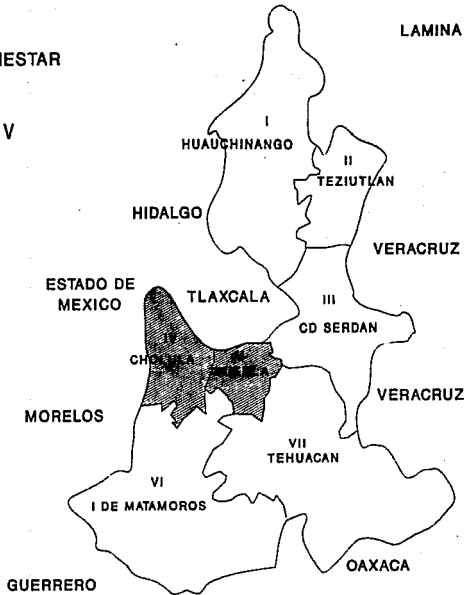 LAMINA
IESTAR
V
I
HUAUCHINANGO
II
TEZIUTLAN
HIDALGO
VERACRUZ
ESTADO DE
MEXICO
TLAXCALA
III
CD SERDAN
IV
CHOLULA
VERACRUZ
MORELOS
VII
TEHUACAN
VI
I DE MATAMOROS
OAXACA
GUERRERO